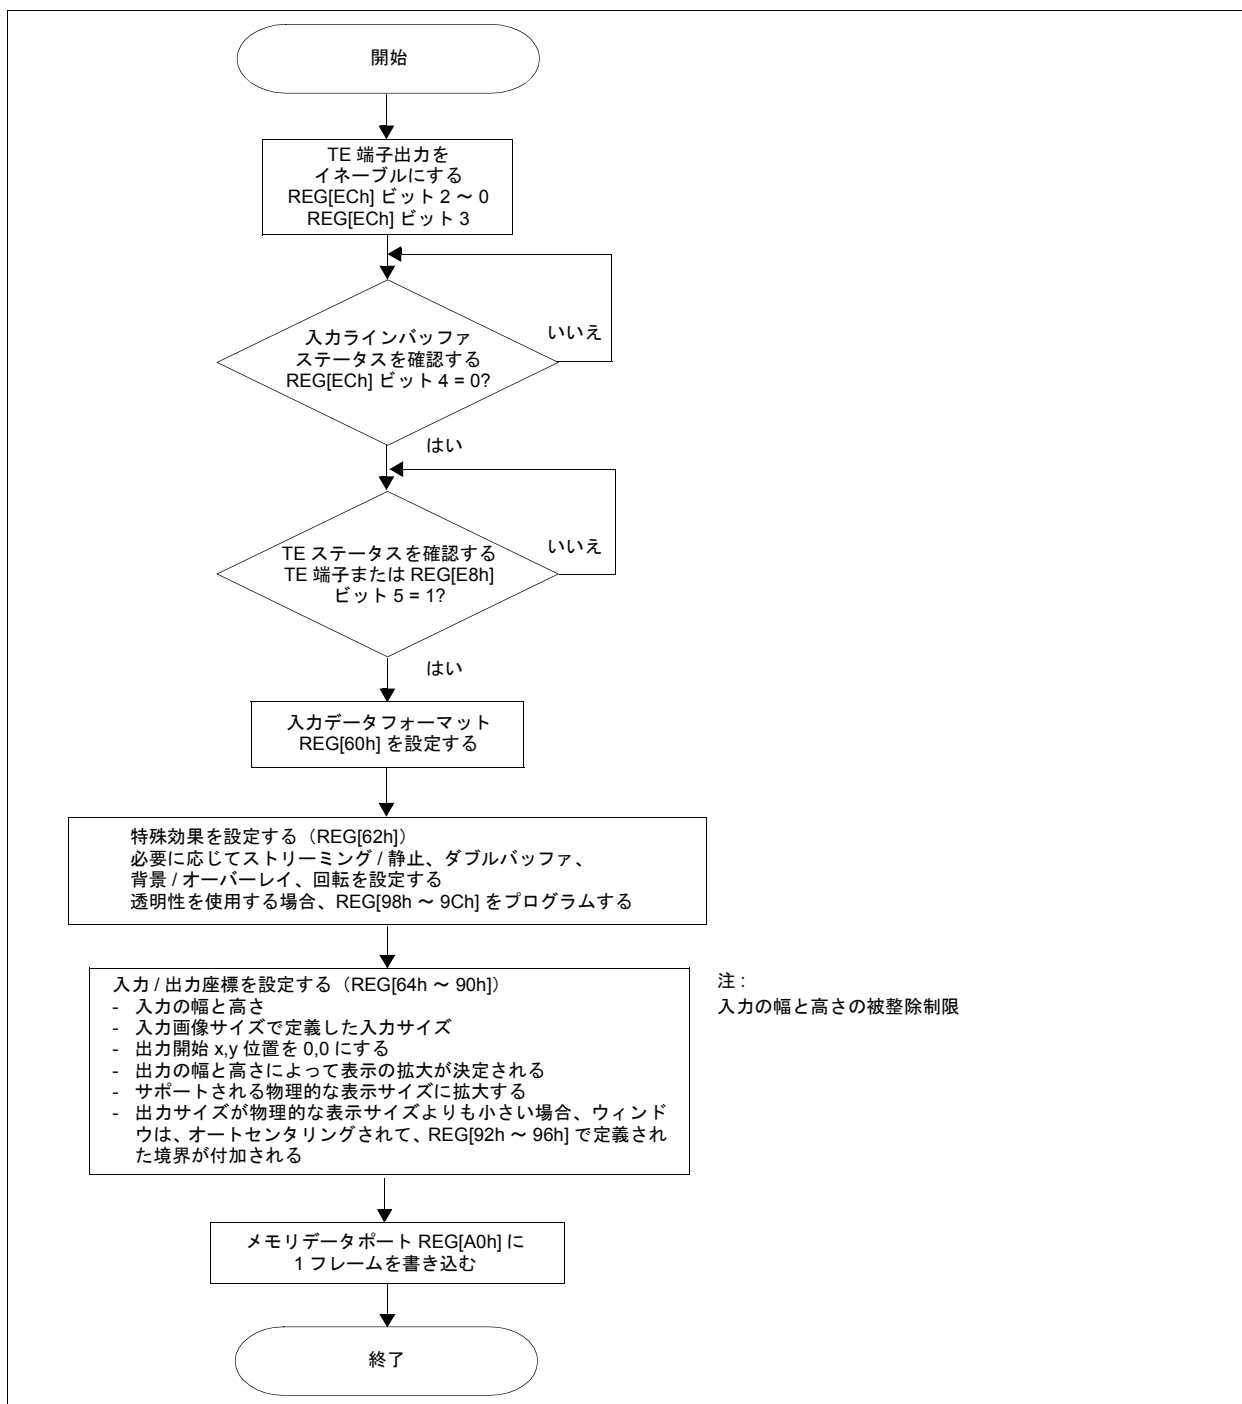 開始
TE 端子出力を
イネーブルにする
REG[ECh] ビット 2 ～ 0
REG[ECh] ビット 3
入力ラインバッファ
ステータスを確認する
REG[ECh] ビット 4 = 0?
いいえ
はい
TE ステータスを確認する
TE 端子または REG[E8h]
ビット 5 = 1?
いいえ
はい
入力データフォーマット
REG[60h] を設定する
特殊効果を設定する（REG[62h]）
必要に応じてストリーミング / 静止、ダブルバッファ、
背景 / オーバーレイ、回転を設定する
透明性を使用する場合、REG[98h ～ 9Ch] をプログラムする
入力 / 出力座標を設定する（REG[64h ～ 90h]）
- 入力の幅と高さ
- 入力画像サイズで定義した入力サイズ
- 出力開始 x,y 位置を 0,0 にする
- 出力の幅と高さによって表示の拡大が決定される
- サポートされる物理的な表示サイズに拡大する
- 出力サイズが物理的な表示サイズよりも小さい場合、ウィンド
ウは、オートセンタリングされて、REG[92h ～ 96h] で定義され
た境界が付加される
注 :
入力の幅と高さの被整除制限
メモリデータポート REG[A0h] に
1 フレームを書き込む
終了